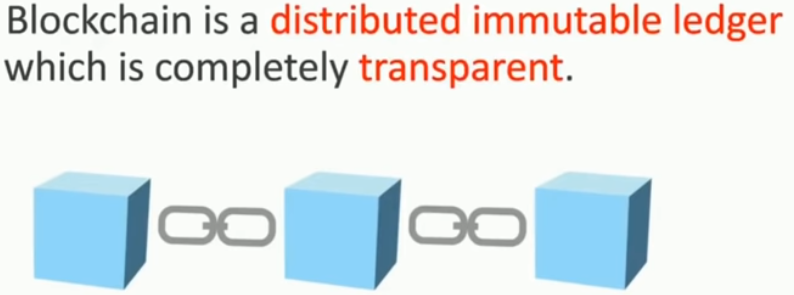 Blockchain is a distributed immutable ledger
which is completely transparent.